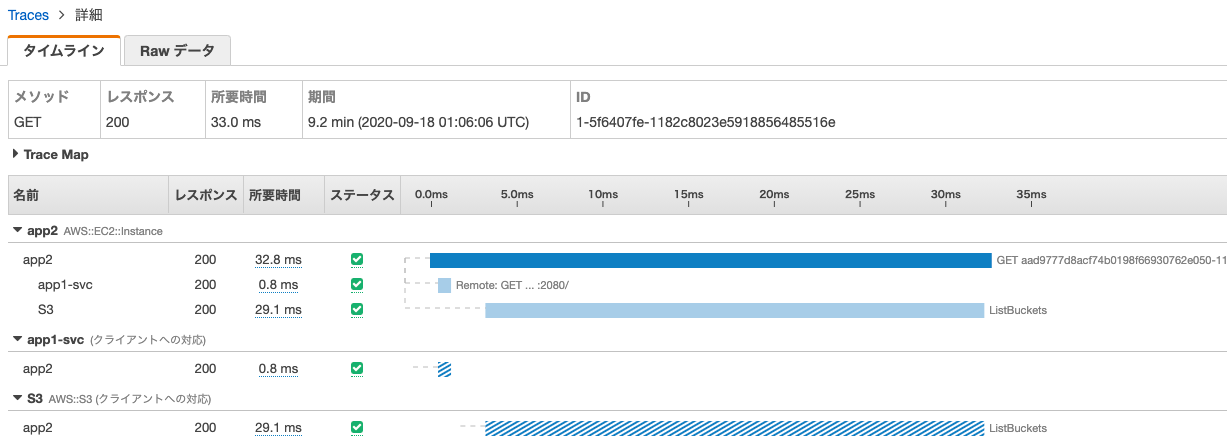 Traces > 詳細
タイムライン Raw データ
メソッド レスポンス 所要時間 期間 ID
GET 200 33.0 ms 9.2 min (2020-09-18 01:06:06 UTC) 1-5f6407fe-1182c8023e5918856485516e
Trace Map
名前 レスポンス 所要時間 ステータス 0.0ms 5.0ms 10ms 15ms 20ms 25ms 30ms 35ms
app2 AWS::EC2::Instance
app2 200 32.8 ms GET aad9777d8acf74b0198f66930762e050-11
app1-svc 200 0.8 ms Remote: GET ... :2080/
S3 200 29.1 ms ListBuckets
app1-svc (クライアントへの対応)
app2 200 0.8 ms
S3 AWS::S3 (クライアントへの対応)
app2 200 29.1 ms ListBuckets